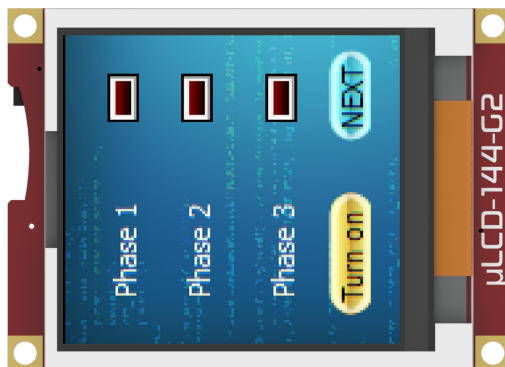 Phase 1
Phase 2
Phase 3
Turn on
NEXT
µLCD-144-G2